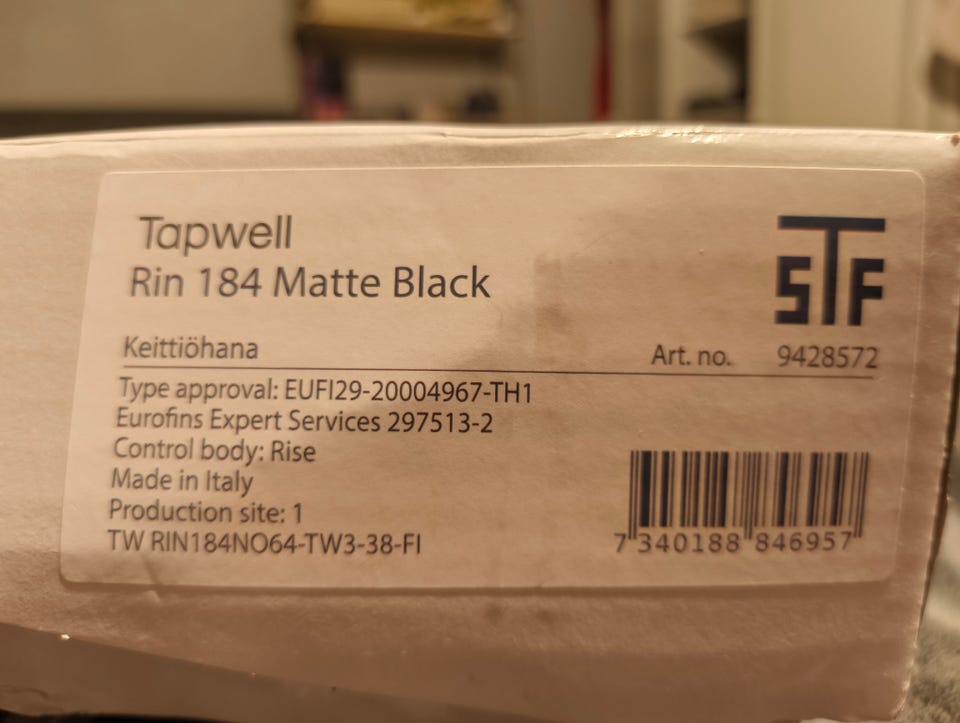 Tapwell
Rin 184 Matte Black
STF
Keittiöhana
Art. no. 9428572
Type approval: EUFI29-20004967-TH1
Eurofins Expert Services 297513-2
Control body: Rise
Made in Italy
Production site: 1
TW RIN184NO64-TW3-38-FI
7 340188 846957